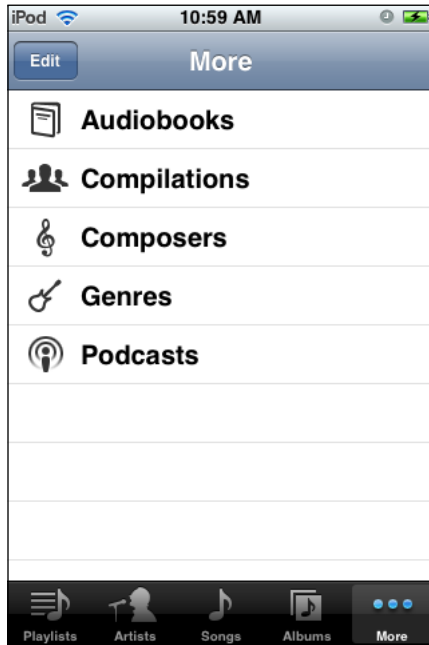 iPod 10:59 AM
Edit More
Audiobooks
Compilations
Composers
Genres
Podcasts
Playlists Artists Songs Albums More